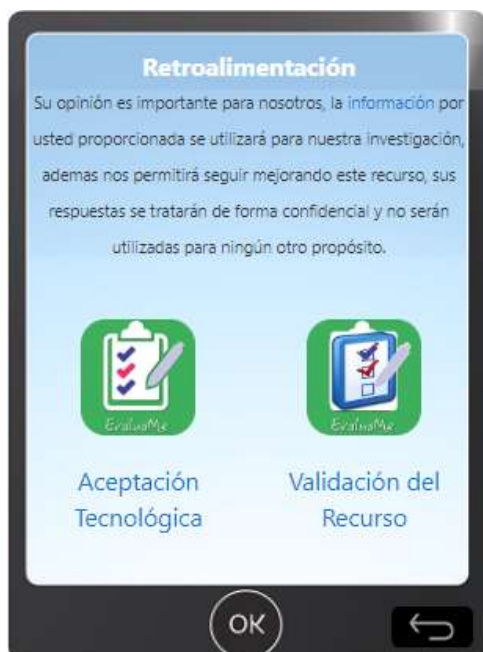 Retroalimentación
Su opinión es importante para nosotros, la información por
usted proporcionada se utilizará para nuestra investigación,
ademas nos permitirá seguir mejorando este recurso, sus
respuestas se tratarán de forma confidencial y no serán
utilizadas para ningún otro propósito.
EvaluaMe
EvaluaMe
Aceptación
Tecnológica
Validación del
Recurso
OK